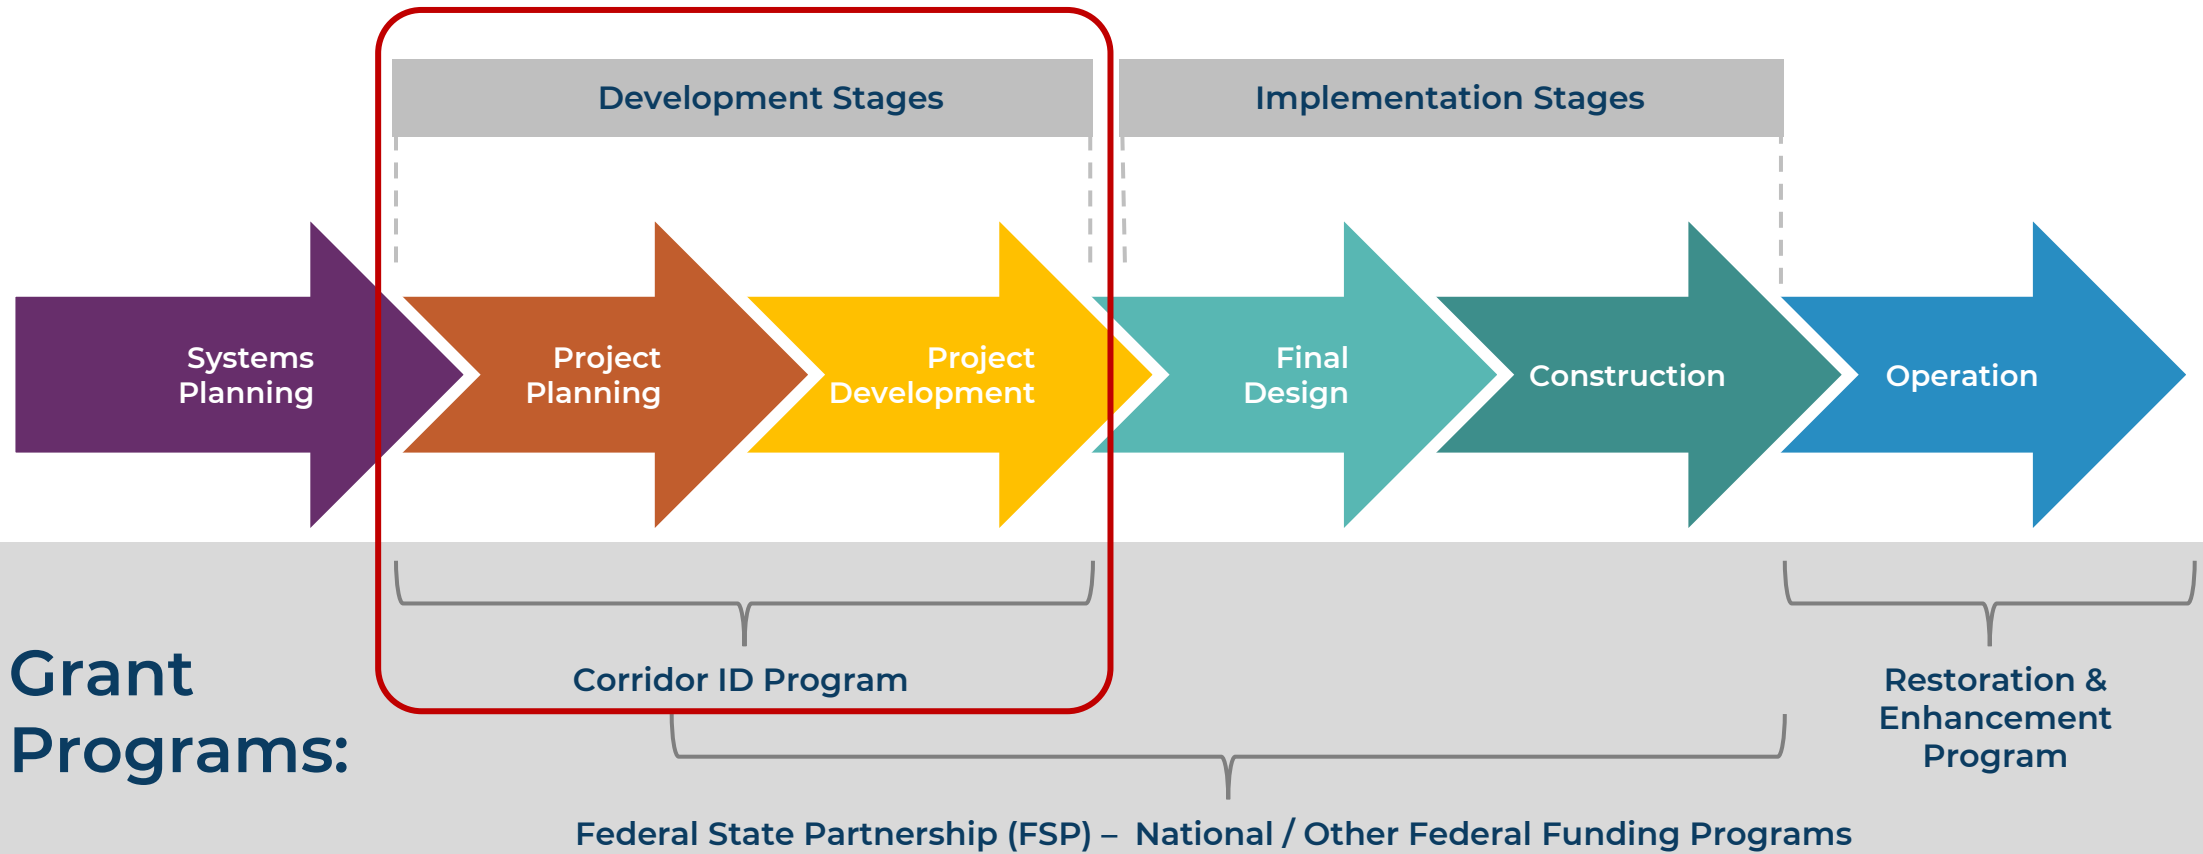 Development Stages
Implementation Stages
Systems
Planning
Project
Planning
Project
Development
Final
Design
Construction
Operation
Grant
Programs:
Corridor ID Program
Restoration &
Enhancement
Program
Federal State Partnership (FSP) – National / Other Federal Funding Programs